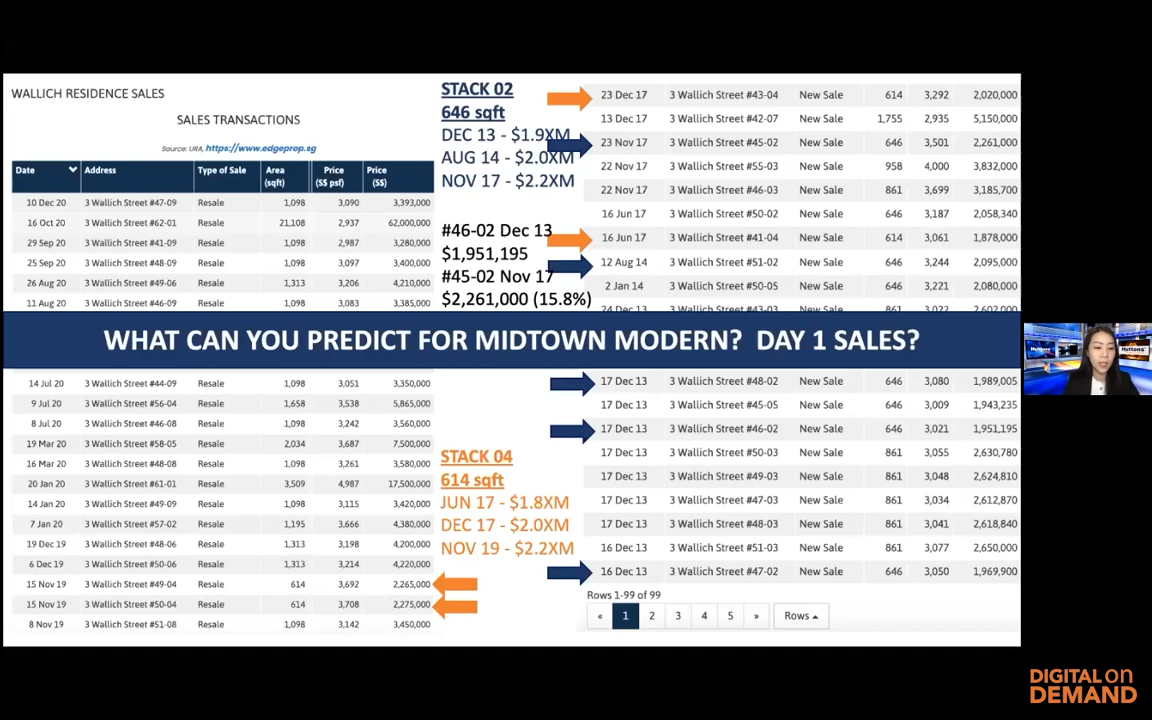 WALLICH RESIDENCE SALES
SALES TRANSACTIONS
Source: URA, https://www.edgeprop.sg
Date Address Type of Sale Area (sqft) Price (S$ psf) Price (S$)
10 Dec 20 3 Wallich Street #47-09 Resale 1,098 3,090 3,393,000
16 Oct 20 3 Wallich Street #62-01 Resale 21,108 2,937 62,000,000
29 Sep 20 3 Wallich Street #41-09 Resale 1,098 2,987 3,280,000
25 Sep 20 3 Wallich Street #48-09 Resale 1,098 3,097 3,400,000
26 Aug 20 3 Wallich Street #49-06 Resale 1,313 3,206 4,210,000
11 Aug 20 3 Wallich Street #46-09 Resale 1,098 3,083 3,385,000
STACK 02
646 sqft
DEC 13 - $1.9XM
AUG 14 - $2.0XM
NOV 17 - $2.2XM
#46-02 Dec 13
$1,951,195
#45-02 Nov 17
$2,261,000 (15.8%)
23 Dec 17 3 Wallich Street #43-04 New Sale 614 3,292 2,020,000
13 Dec 17 3 Wallich Street #42-07 New Sale 1,755 2,935 5,150,000
23 Nov 17 3 Wallich Street #45-02 New Sale 646 3,501 2,261,000
22 Nov 17 3 Wallich Street #55-03 New Sale 958 4,000 3,832,000
22 Nov 17 3 Wallich Street #46-03 New Sale 861 3,699 3,185,700
16 Jun 17 3 Wallich Street #50-02 New Sale 646 3,187 2,058,340
16 Jun 17 3 Wallich Street #41-04 New Sale 614 3,061 1,878,000
12 Aug 14 3 Wallich Street #51-02 New Sale 646 3,244 2,095,000
2 Jan 14 3 Wallich Street #50-05 New Sale 646 3,221 2,080,000
24 Dec 13 3 Wallich Street #43-03 New Sale 861 3,022 2,602,000
WHAT CAN YOU PREDICT FOR MIDTOWN MODERN? DAY 1 SALES?
14 Jul 20 3 Wallich Street #44-09 Resale 1,098 3,051 3,350,000
9 Jul 20 3 Wallich Street #56-04 Resale 1,658 3,538 5,865,000
8 Jul 20 3 Wallich Street #46-08 Resale 1,098 3,242 3,560,000
19 Mar 20 3 Wallich Street #58-05 Resale 2,034 3,687 7,500,000
16 Mar 20 3 Wallich Street #48-08 Resale 1,098 3,261 3,580,000
20 Jan 20 3 Wallich Street #61-01 Resale 3,509 4,987 17,500,000
14 Jan 20 3 Wallich Street #49-09 Resale 1,098 3,115 3,420,000
7 Jan 20 3 Wallich Street #57-02 Resale 1,195 3,666 4,380,000
19 Dec 19 3 Wallich Street #48-06 Resale 1,313 3,198 4,200,000
6 Dec 19 3 Wallich Street #50-06 Resale 1,313 3,214 4,220,000
15 Nov 19 3 Wallich Street #49-04 Resale 614 3,692 2,265,000
15 Nov 19 3 Wallich Street #50-04 Resale 614 3,708 2,275,000
8 Nov 19 3 Wallich Street #51-08 Resale 1,098 3,142 3,450,000
STACK 04
614 sqft
JUN 17 - $1.8XM
DEC 17 - $2.0XM
NOV 19 - $2.2XM
17 Dec 13 3 Wallich Street #48-02 New Sale 646 3,080 1,989,005
17 Dec 13 3 Wallich Street #45-05 New Sale 646 3,009 1,943,235
17 Dec 13 3 Wallich Street #46-02 New Sale 646 3,021 1,951,195
17 Dec 13 3 Wallich Street #50-03 New Sale 861 3,055 2,630,780
17 Dec 13 3 Wallich Street #49-03 New Sale 861 3,048 2,624,810
17 Dec 13 3 Wallich Street #47-03 New Sale 861 3,034 2,612,870
17 Dec 13 3 Wallich Street #48-03 New Sale 861 3,041 2,618,840
16 Dec 13 3 Wallich Street #51-03 New Sale 861 3,077 2,650,000
16 Dec 13 3 Wallich Street #47-02 New Sale 646 3,050 1,969,900
Rows 1-99 of 99
« 1 2 3 4 5 » Rows
Huttons
DIGITAL on
DEMAND